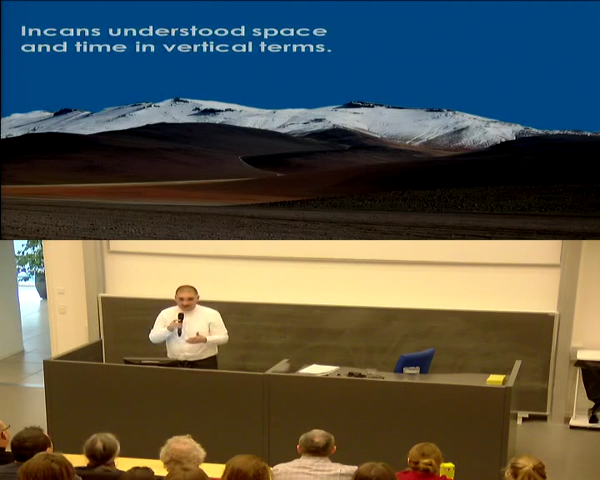 Incans understood space
and time in vertical terms.